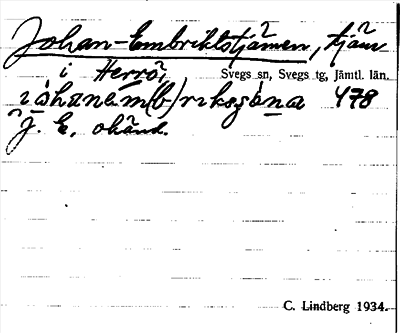 Johan-Embriktstjärnen, tjärn
i Herrö, Svegs sn, Svegs tg, Jämtl. län.
478
J. E. okänd.
C. Lindberg 1934.